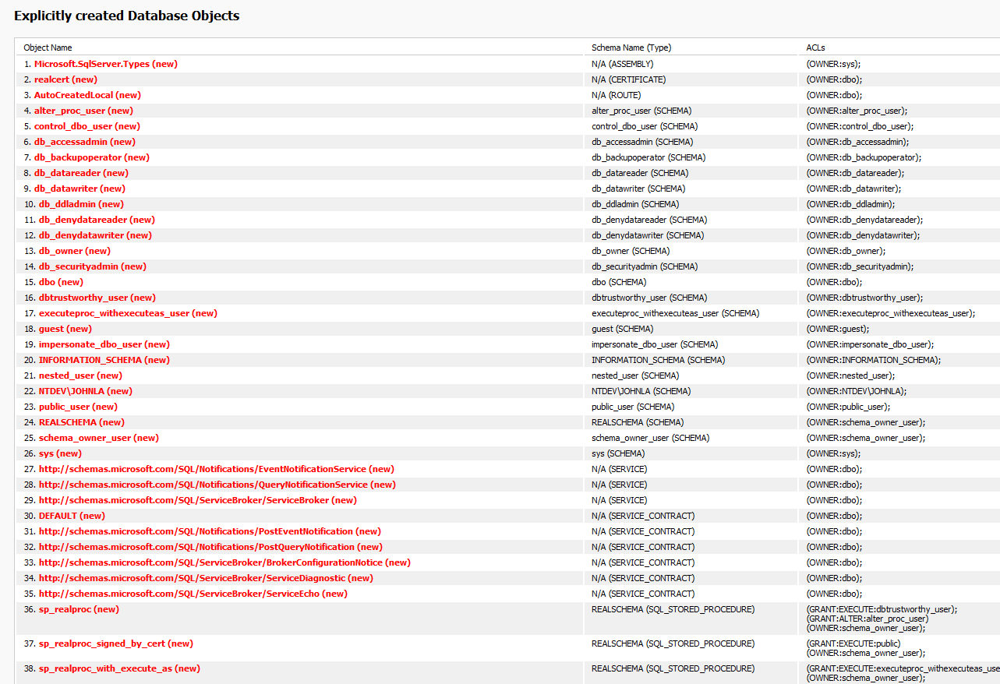 Explicitly created Database Objects
Object Name Schema Name (Type) ACLs
1. Microsoft.SqlServer.Types (new) N/A (ASSEMBLY) (OWNER:sys);
2. realcert (new) N/A (CERTIFICATE) (OWNER:dbo);
3. AutoCreatedLocal (new) N/A (ROUTE) (OWNER:dbo);
4. alter_proc_user (new) alter_proc_user (SCHEMA) (OWNER:alter_proc_user);
5. control_dbo_user (new) control_dbo_user (SCHEMA) (OWNER:control_dbo_user);
6. db_accessadmin (new) db_accessadmin (SCHEMA) (OWNER:db_accessadmin);
7. db_backupoperator (new) db_backupoperator (SCHEMA) (OWNER:db_backupoperator);
8. db_datareader (new) db_datareader (SCHEMA) (OWNER:db_datareader);
9. db_datawriter (new) db_datawriter (SCHEMA) (OWNER:db_datawriter);
10. db_ddladmin (new) db_ddladmin (SCHEMA) (OWNER:db_ddladmin);
11. db_denydatareader (new) db_denydatareader (SCHEMA) (OWNER:db_denydatareader);
12. db_denydatawriter (new) db_denydatawriter (SCHEMA) (OWNER:db_denydatawriter);
13. db_owner (new) db_owner (SCHEMA) (OWNER:db_owner);
14. db_securityadmin (new) db_securityadmin (SCHEMA) (OWNER:db_securityadmin);
15. dbo (new) dbo (SCHEMA) (OWNER:dbo);
16. dbtrustworthy_user (new) dbtrustworthy_user (SCHEMA) (OWNER:dbtrustworthy_user);
17. executeproc_withexecuteas_user (new) executeproc_withexecuteas_user (SCHEMA) (OWNER:executeproc_withexecuteas_user);
18. guest (new) guest (SCHEMA) (OWNER:guest);
19. impersonate_dbo_user (new) impersonate_dbo_user (SCHEMA) (OWNER:impersonate_dbo_user);
20. INFORMATION_SCHEMA (new) INFORMATION_SCHEMA (SCHEMA) (OWNER:INFORMATION_SCHEMA);
21. nested_user (new) nested_user (SCHEMA) (OWNER:nested_user);
22. NTDEV\JOHNLA (new) NTDEV\JOHNLA (SCHEMA) (OWNER:NTDEV\JOHNLA);
23. public_user (new) public_user (SCHEMA) (OWNER:public_user);
24. REALSCHEMA (new) REALSCHEMA (SCHEMA) (OWNER:schema_owner_user);
25. schema_owner_user (new) schema_owner_user (SCHEMA) (OWNER:schema_owner_user);
26. sys (new) sys (SCHEMA) (OWNER:sys);
27. http://schemas.microsoft.com/SQL/Notifications/EventNotificationService (new) N/A (SERVICE) (OWNER:dbo);
28. http://schemas.microsoft.com/SQL/Notifications/QueryNotificationService (new) N/A (SERVICE) (OWNER:dbo);
29. http://schemas.microsoft.com/SQL/ServiceBroker/ServiceBroker (new) N/A (SERVICE) (OWNER:dbo);
30. DEFAULT (new) N/A (SERVICE_CONTRACT) (OWNER:dbo);
31. http://schemas.microsoft.com/SQL/Notifications/PostEventNotification (new) N/A (SERVICE_CONTRACT) (OWNER:dbo);
32. http://schemas.microsoft.com/SQL/Notifications/PostQueryNotification (new) N/A (SERVICE_CONTRACT) (OWNER:dbo);
33. http://schemas.microsoft.com/SQL/ServiceBroker/BrokerConfigurationNotice (new) N/A (SERVICE_CONTRACT) (OWNER:dbo);
34. http://schemas.microsoft.com/SQL/ServiceBroker/ServiceDiagnostic (new) N/A (SERVICE_CONTRACT) (OWNER:dbo);
35. http://schemas.microsoft.com/SQL/ServiceBroker/ServiceEcho (new) N/A (SERVICE_CONTRACT) (OWNER:dbo);
36. sp_realproc (new) REALSCHEMA (SQL_STORED_PROCEDURE) (GRANT:EXECUTE:dbtrustworthy_user);
(GRANT:ALTER:alter_proc_user)
(OWNER:schema_owner_user);
37. sp_realproc_signed_by_cert (new) REALSCHEMA (SQL_STORED_PROCEDURE) (GRANT:EXECUTE:public)
(OWNER:schema_owner_user);
38. sp_realproc_with_execute_as (new) REALSCHEMA (SQL_STORED_PROCEDURE) (GRANT:EXECUTE:executeproc_withexecuteas_use
(OWNER:schema_owner_user);